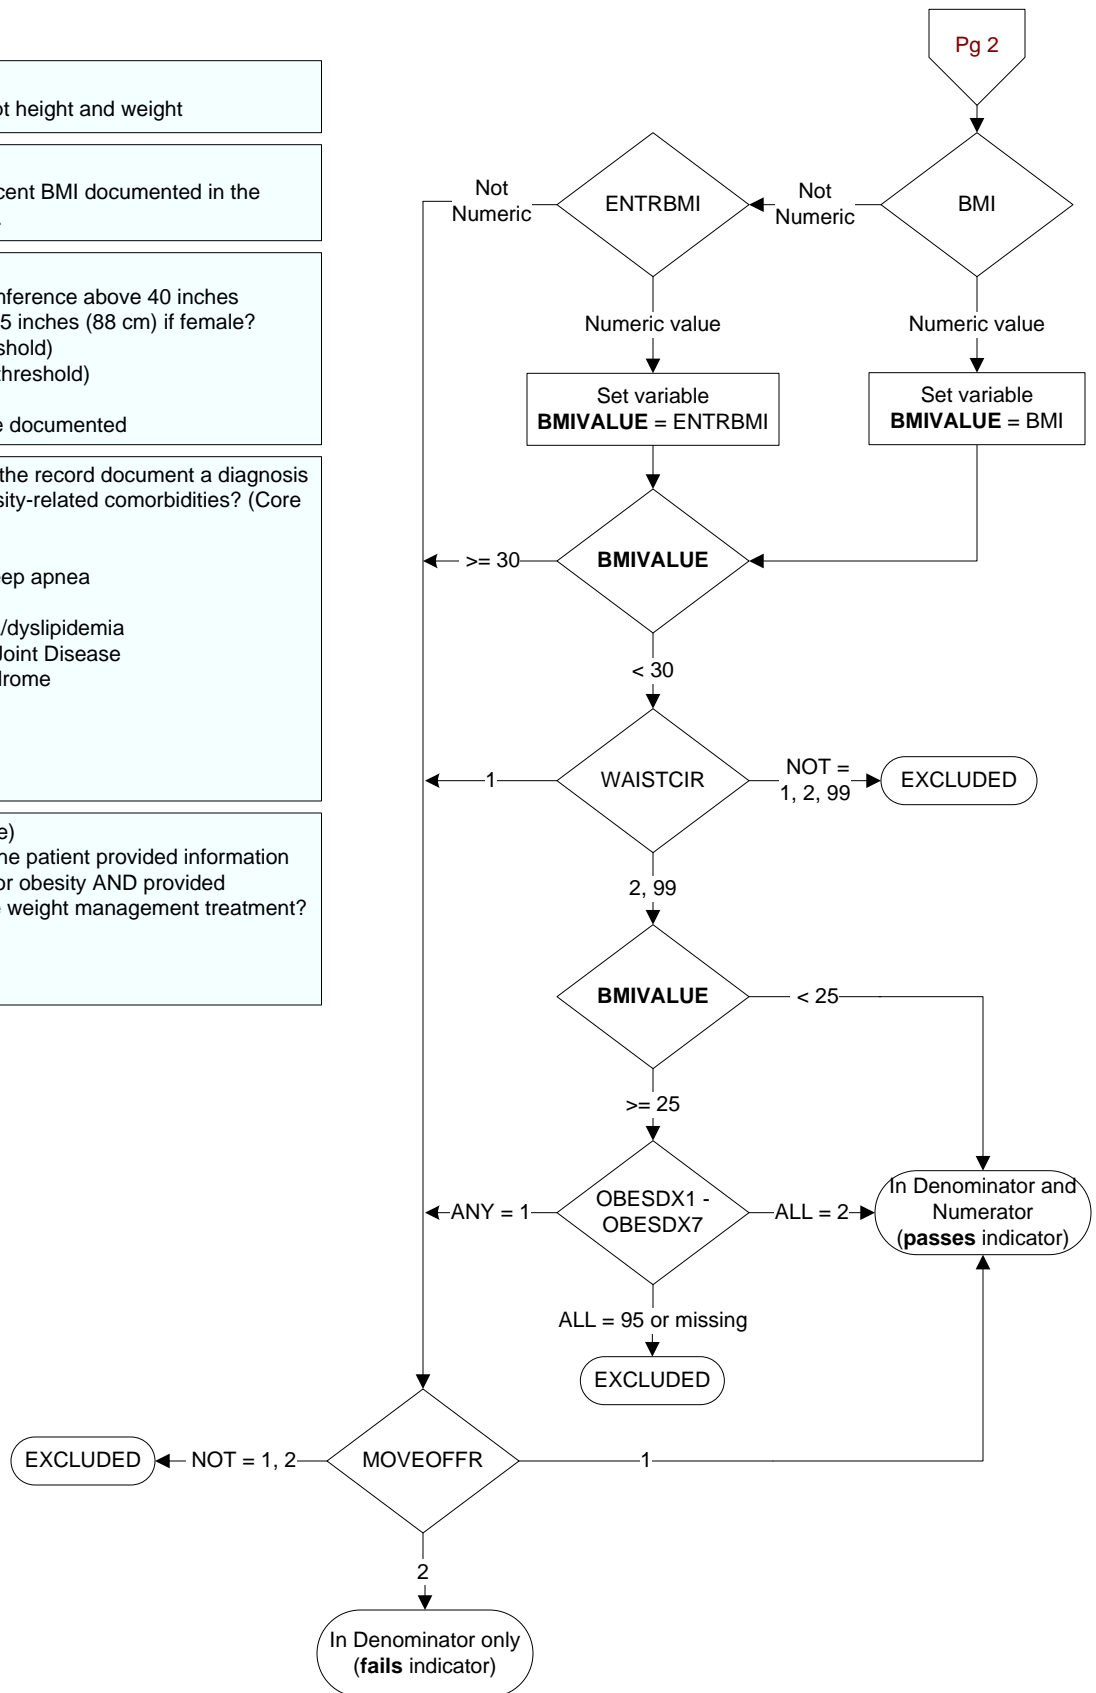 Pg 2
ot height and weight
cent BMI documented in the
nference above 40 inches
5 inches (88 cm) if female?
shold)
threshold)
e documented
the record document a diagnosis
sity-related comorbidities? (Core
eep apnea
/dyslipidemia
Joint Disease
drome
e)
he patient provided information
or obesity AND provided
e weight management treatment?
BMI
Not
Numeric
ENTRBMI
Not
Numeric
Numeric value
Numeric value
Set variable
BMIVALUE = ENTRBMI
Set variable
BMIVALUE = BMI
>= 30
BMIVALUE
< 30
1
WAISTCIR
NOT =
1, 2, 99
EXCLUDED
2, 99
BMIVALUE
< 25
>= 25
ANY = 1
OBESDX1 -
OBESDX7
ALL = 2
In Denominator and
Numerator
(passes indicator)
ALL = 95 or missing
EXCLUDED
EXCLUDED
NOT = 1, 2
MOVEOFFR
1
2
In Denominator only
(fails indicator)